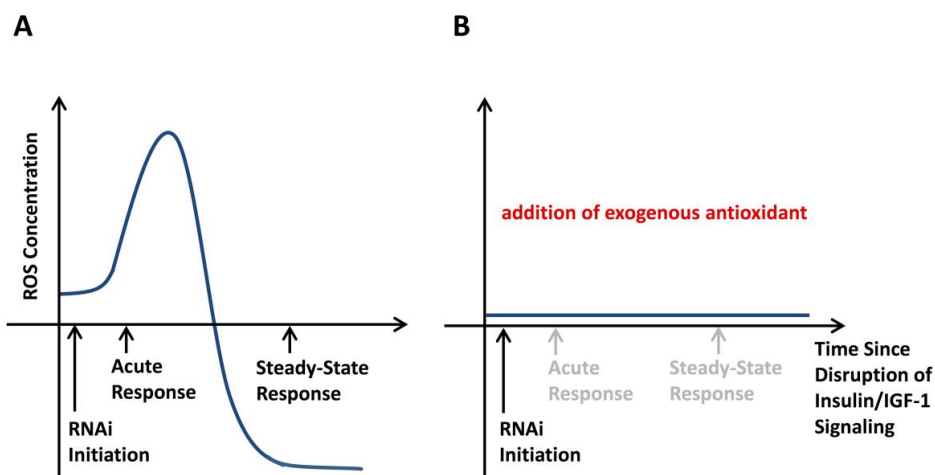 A
B
ROS Concentration
addition of exogenous antioxidant
Acute
Response
Steady-State
Response
RNAi
Initiation
Acute
Response
Steady-State
Response
RNAi
Initiation
Time Since
Disruption of
Insulin/IGF-1
Signaling